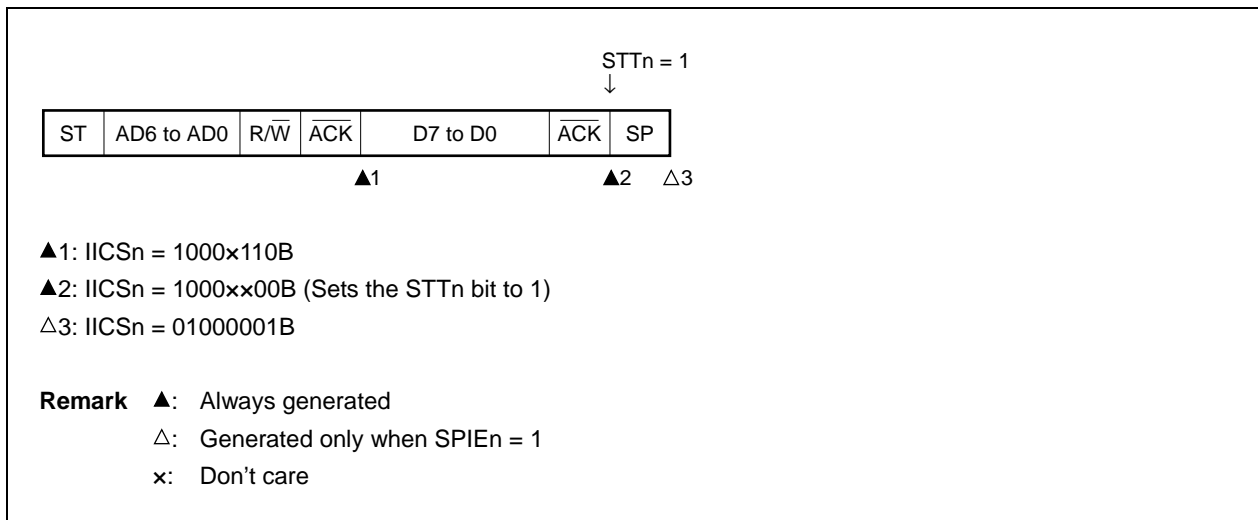 STTn = 1
↓
ST AD6 to AD0 R/W̅ A̅C̅K̅ D7 to D0 A̅C̅K̅ SP
▲1 ▲2 △3
▲1: IICSn = 1000×110B
▲2: IICSn = 1000××00B (Sets the STTn bit to 1)
△3: IICSn = 01000001B
Remark ▲: Always generated
△: Generated only when SPIEn = 1
×: Don't care